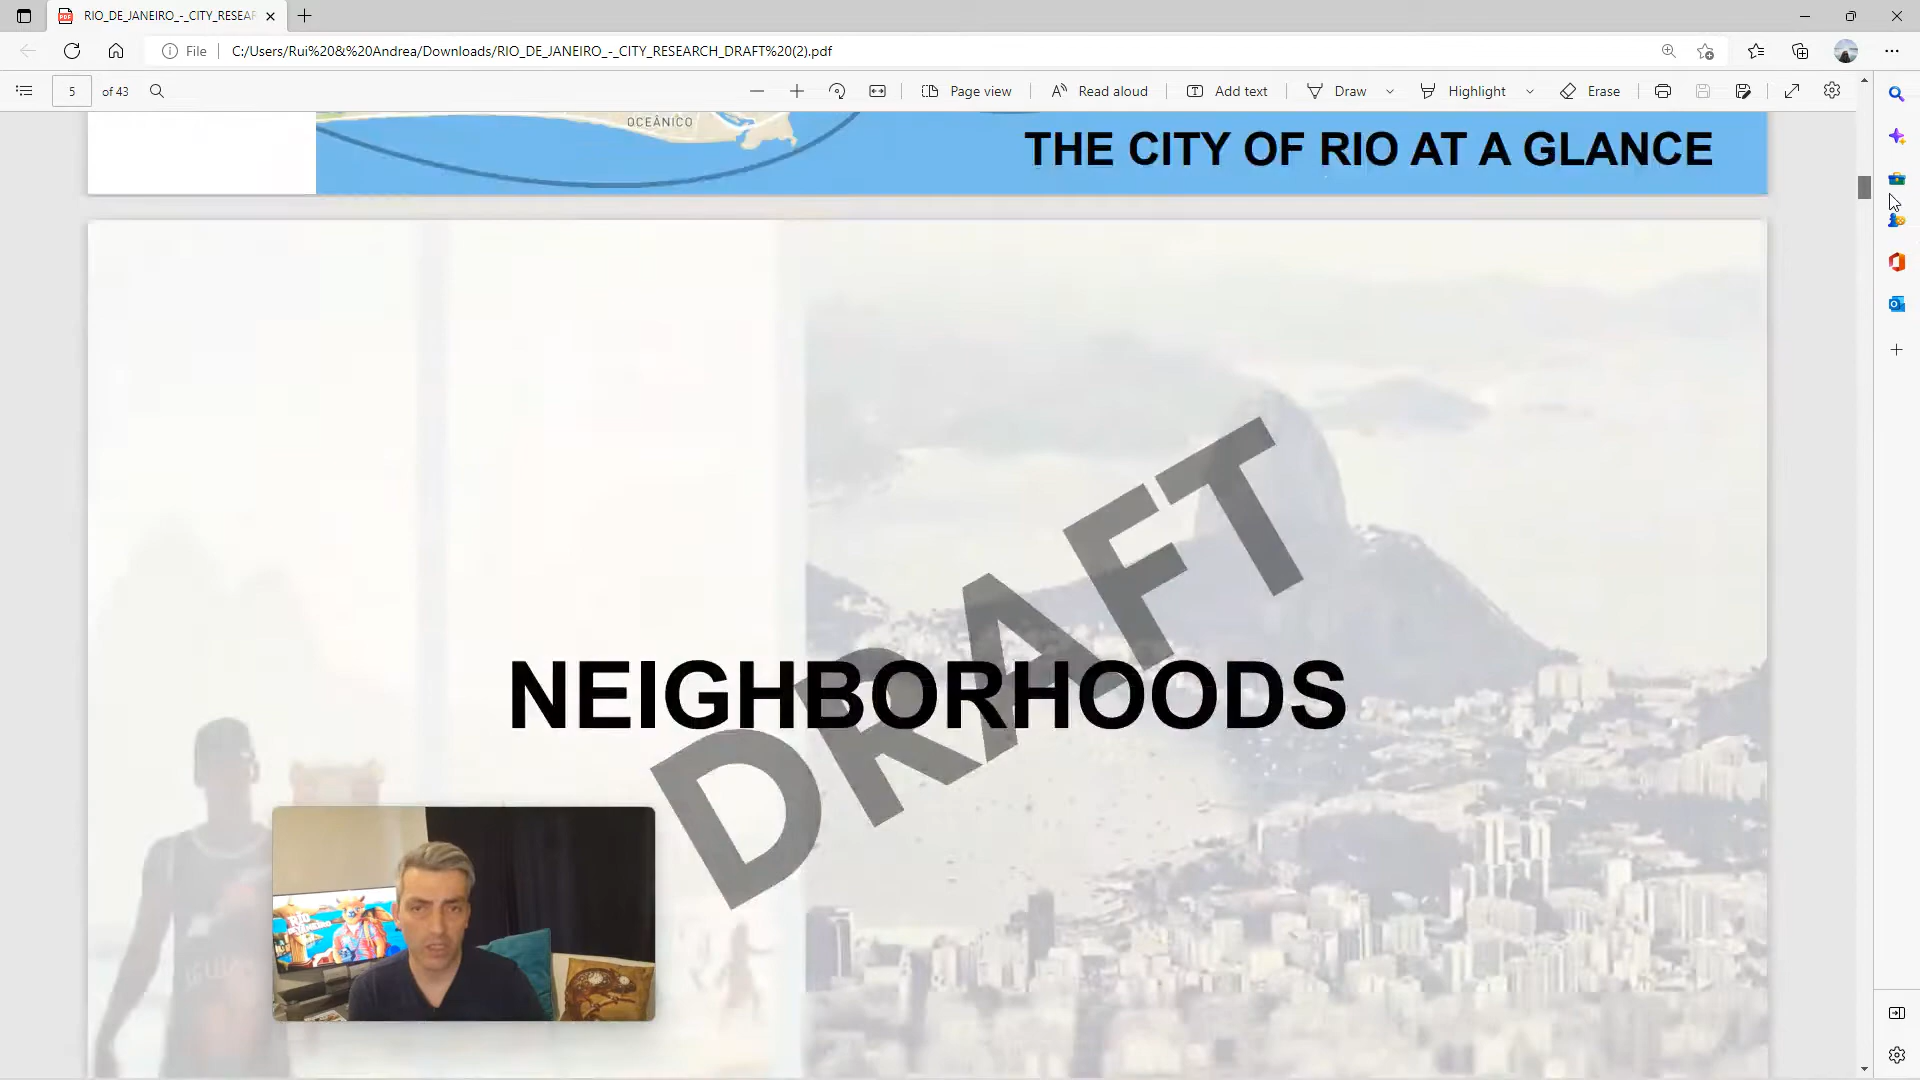 RIO_DE_JANEIRO_-_CITY_RESEAR
File
C:/Users/Rui%20&%20Andrea/Downloads/RIO_DE_JANEIRO_-_CITY_RESEARCH_DRAFT%20(2).pdf
5 of 43
Page view
Read aloud
Add text
Draw
Highlight
Erase
OCEÂNICO
THE CITY OF RIO AT A GLANCE
DRAFT
NEIGHBORHOODS